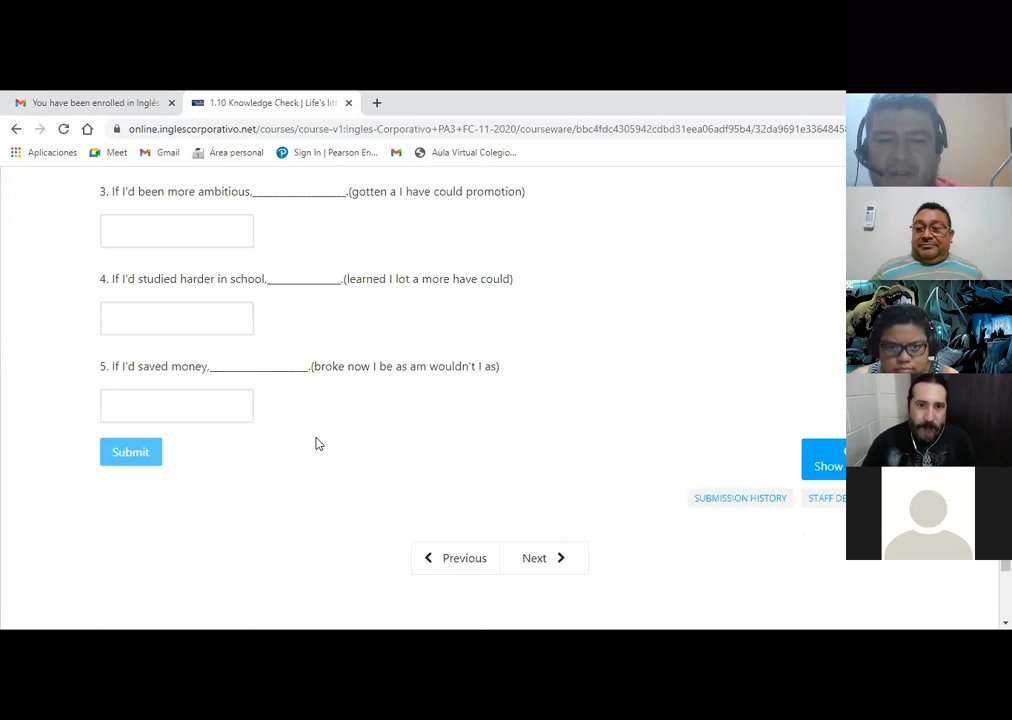 You have been enrolled in Inglés
1.10 Knowledge Check | Life's litt
online.inglescorporativo.net/courses/course-v1:Ingles-Corporativo+PA3+FC-11-2020/courseware/bbc4fdc4305942cdbd31eea06adf95b4/32da9691e3364845
Aplicaciones Meet Gmail Área personal Sign In | Pearson En... Aula Virtual Colegio...
3. If I'd been more ambitious,_________________.(gotten a I have could promotion)
4. If I'd studied harder in school,_____________.(learned I lot a more have could)
5. If I'd saved money,__________________.(broke now I be as am wouldn't I as)
Submit
Show
SUBMISSION HISTORY STAFF DE
Previous Next